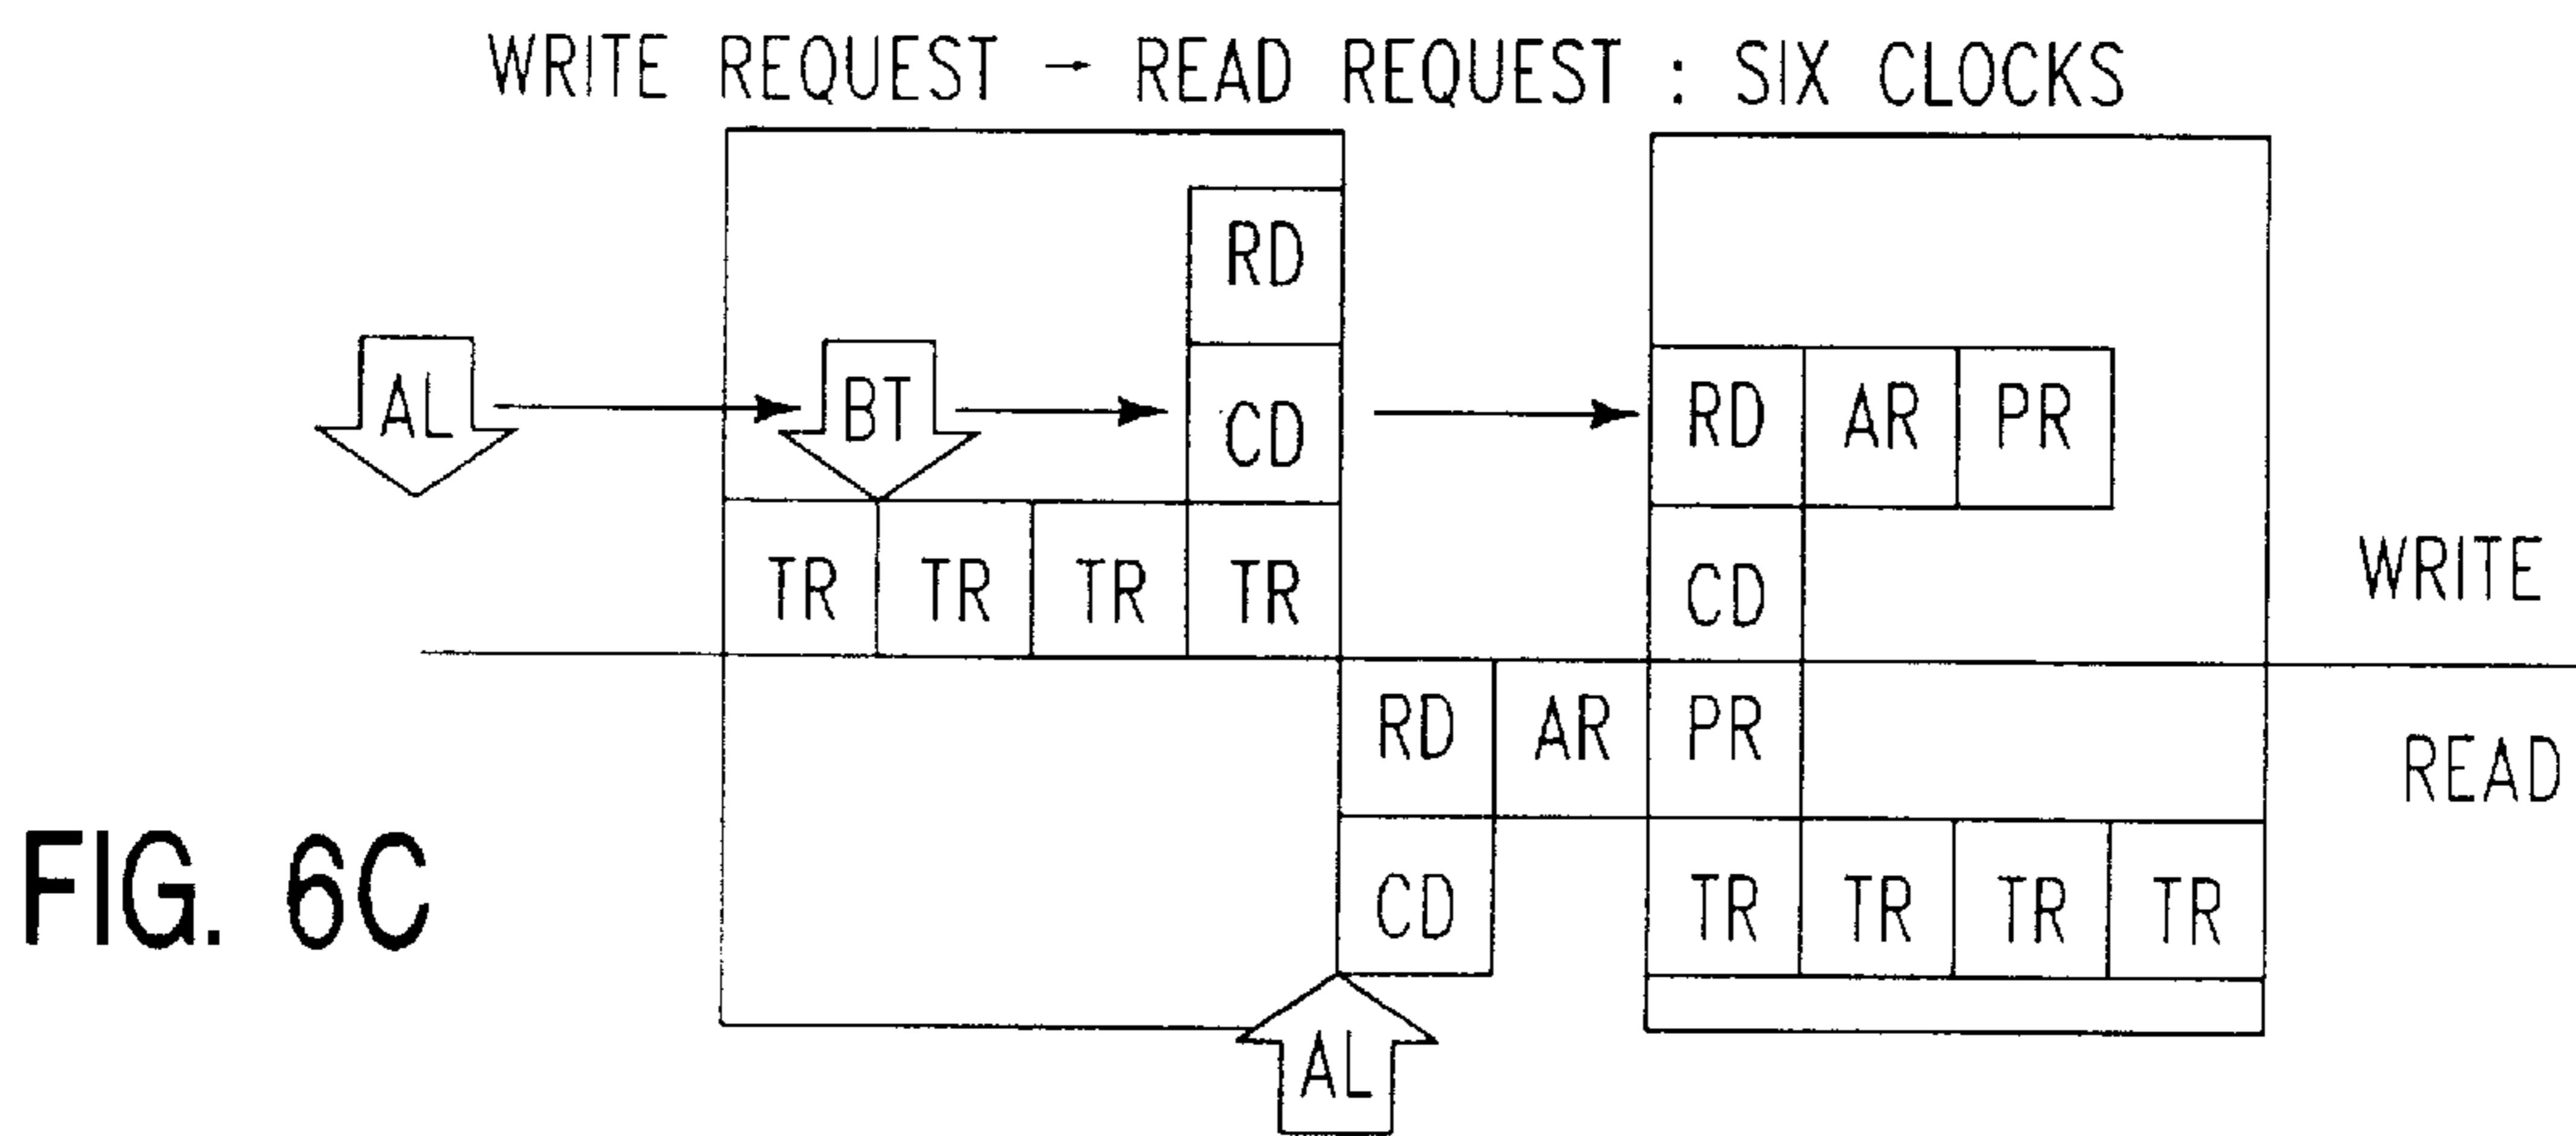 WRITE REQUEST → READ REQUEST : SIX CLOCKS
RD
AL BT CD RD AR PR
TR TR TR TR CD WRITE
RD AR PR READ
CD TR TR TR TR
FIG. 6C
AL